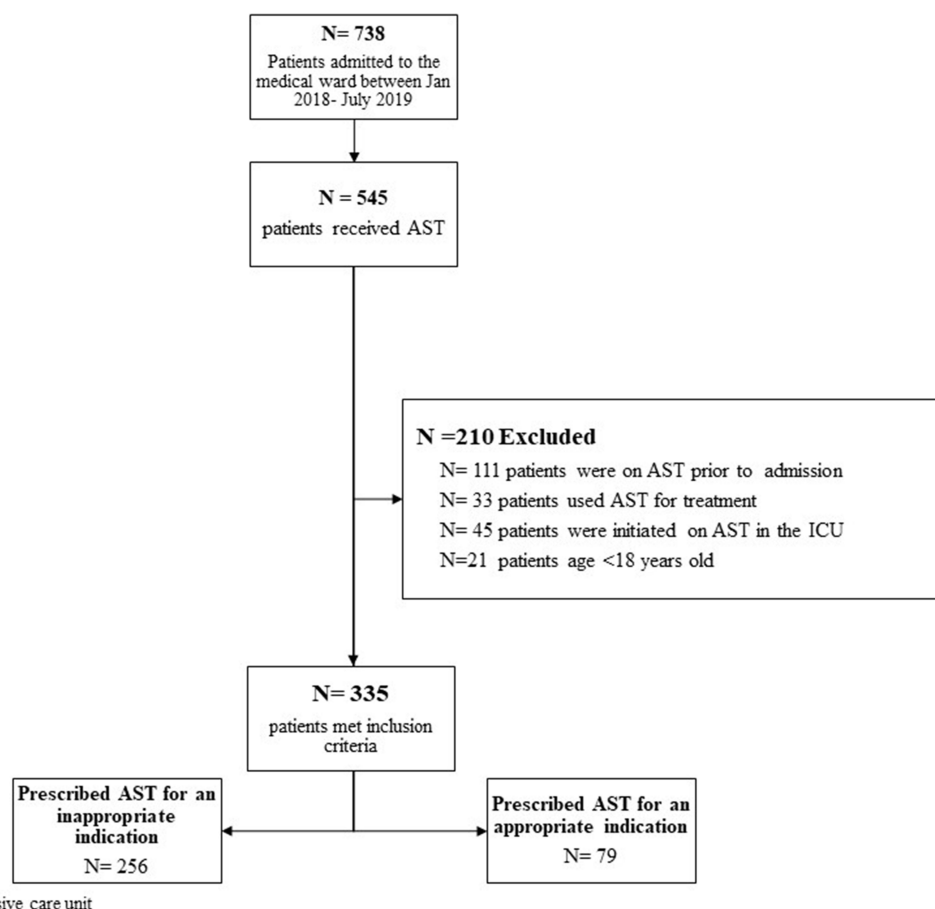 N= 738
Patients admitted to the
medical ward between Jan
2018- July 2019
N = 545
patients received AST
N =210 Excluded
N= 111 patients were on AST prior to admission
N= 33 patients used AST for treatment
N= 45 patients were initiated on AST in the ICU
N=21 patients age <18 years old
N= 335
patients met inclusion
criteria
Prescribed AST for an
inappropriate
indication
N= 256
Prescribed AST for an
appropriate indication
N= 79
care unit